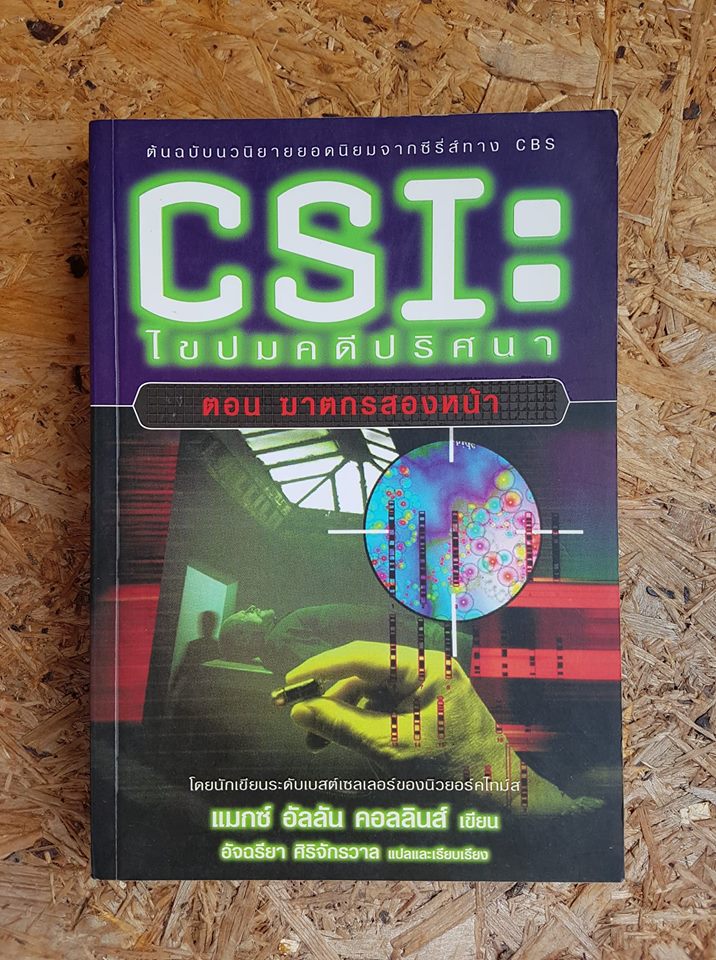 ต้นฉบับนวนิยายยอดนิยมจากซีรี่ส์ทาง CBS
CSI:
ไขปมคดีปริศนา
ตอน ฆาตกรสองหน้า
โดยนักเขียนระดับเบสต์เซลเลอร์ของนิวยอร์คไทม์ส
แมกซ์ อัลลัน คอลลินส์ เขียน
อัจฉรียา ศิริจักรวาล แปลและเรียบเรียง